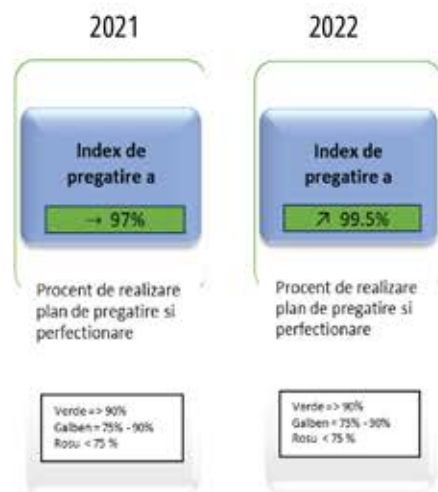 2021
Index de
pregatire a
→ 97%
Procent de realizare
plan de pregatire si
perfectionare
Verde => 90%
Galben = 75% - 90%
Rosu < 75 %
2022
Index de
pregatire a
↗ 99.5%
Procent de realizare
plan de pregatire si
perfectionare
Verde => 90%
Galben = 75% - 90%
Rosu < 75 %